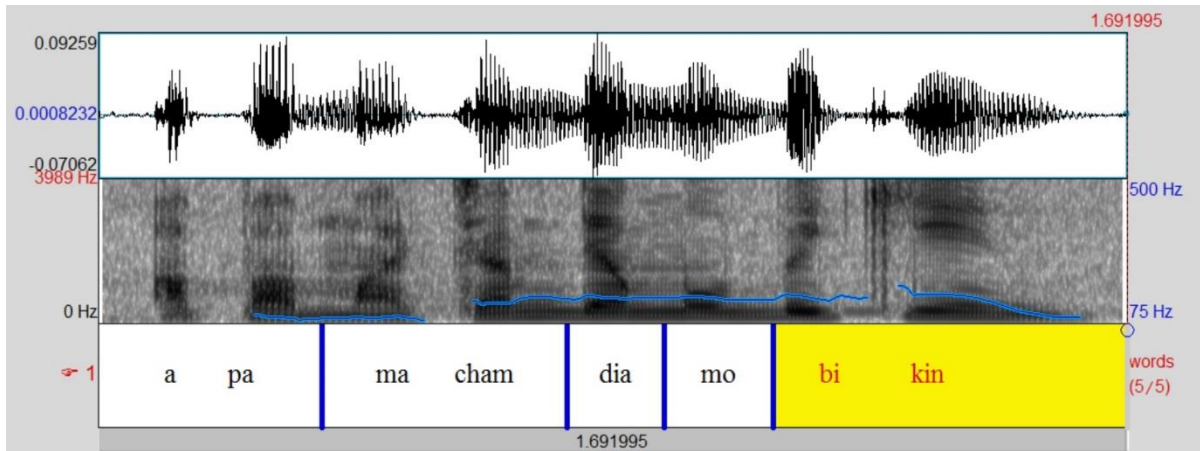 1.691995
0.09259
0.0008232
-0.07062
3989 Hz
500 Hz
0 Hz
75 Hz
1 a pa ma cham dia mo bi kin words
(5/5)
1.691995